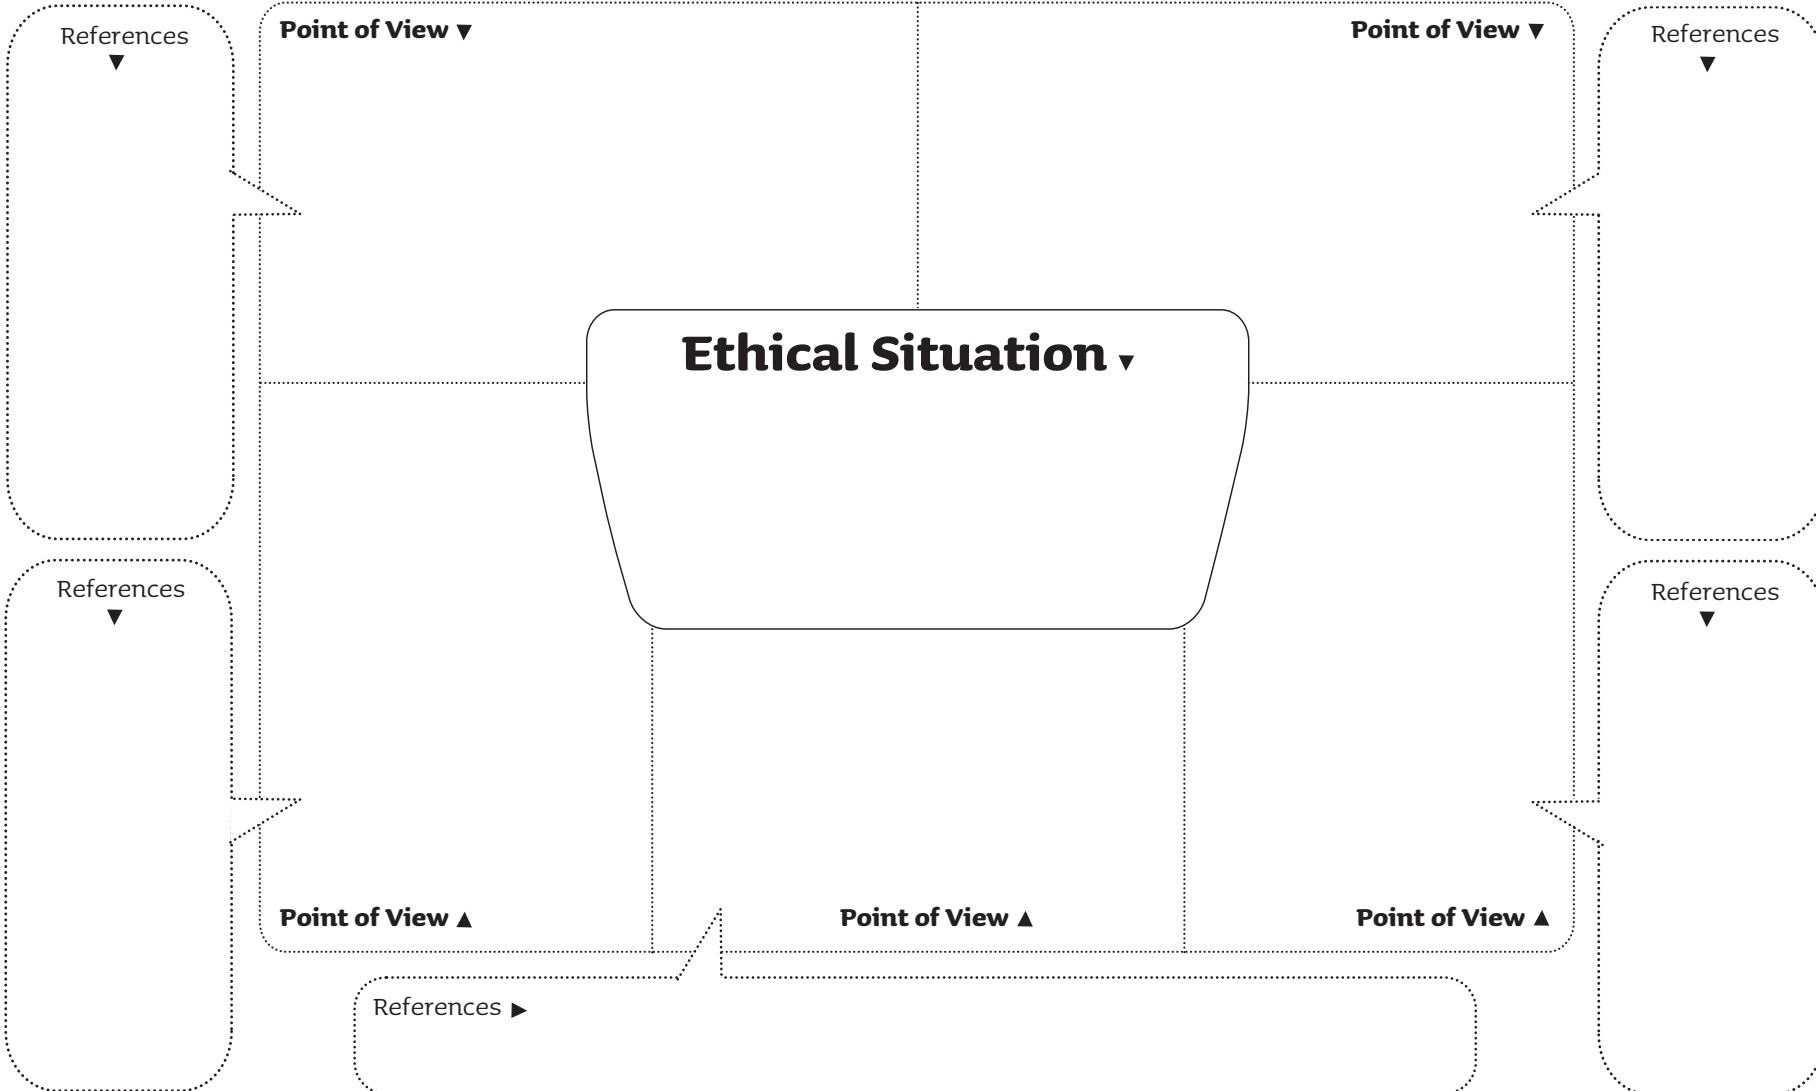 References
▼
Point of View ▼
Point of View ▼
References
▼
Ethical Situation ▼
References
▼
References
▼
Point of View ▲
Point of View ▲
Point of View ▲
References ▶